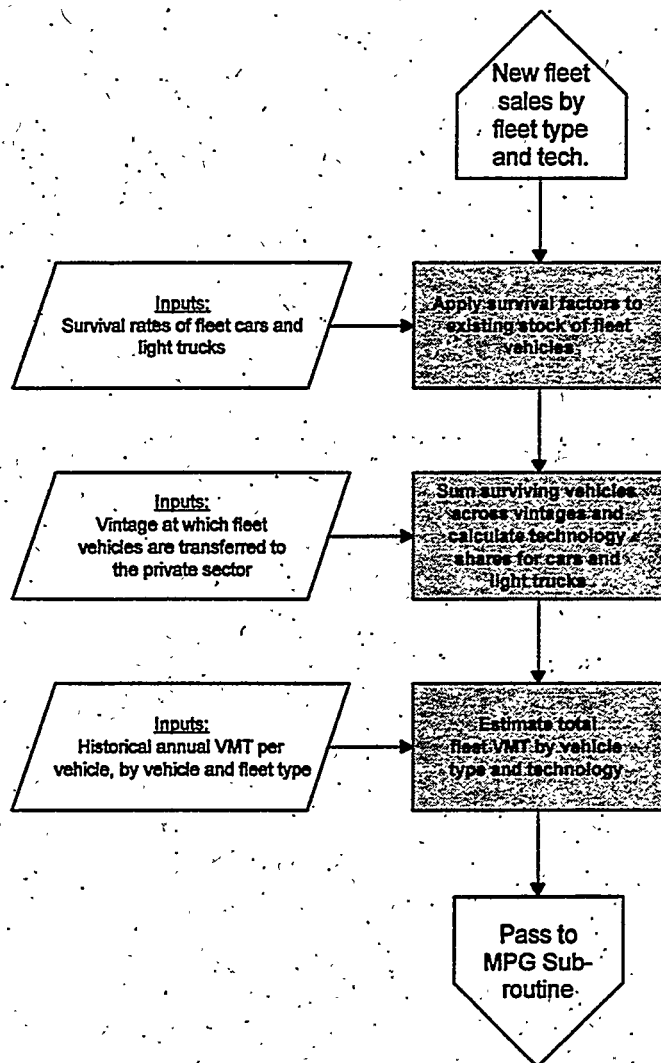 New fleet
sales by
fleet type
and tech.
Inputs:
Survival rates of fleet cars and
light trucks
Apply survival factors to
existing stock of fleet
vehicles
Inputs:
Vintage at which fleet
vehicles are transferred to
the private sector
Sum surviving vehicles
across vintages and
calculate technology
shares for cars and
light trucks
Inputs:
Historical annual VMT per
vehicle, by vehicle and fleet type
Estimate total
fleet VMT by vehicle
type and technology
Pass to
MPG Sub-
routine